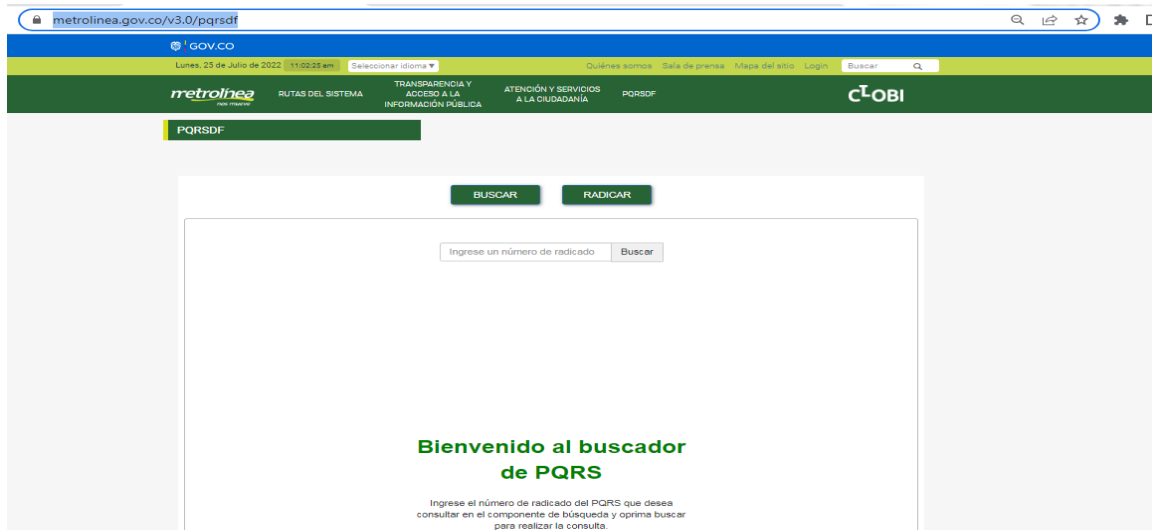 metrolinea.gov.co/v3.0/pqrsdf
GOV.CO
Lunes, 25 de Julio de 2022 11:02:25 am Seleccionar idioma ▼ Quiénes somos Sala de prensa Mapa del sitio Login Buscar
metrolínea
nos mueve
RUTAS DEL SISTEMA
TRANSPARENCIA Y
ACCESO A LA
INFORMACIÓN PÚBLICA
ATENCIÓN Y SERVICIOS
A LA CIUDADANÍA
PQRSDF
CLOBI
PQRSDF
BUSCAR RADICAR
Ingrese un número de radicado Buscar
Bienvenido al buscador
de PQRS
Ingrese el número de radicado del PQRS que desea
consultar en el componente de búsqueda y oprima buscar
para realizar la consulta.